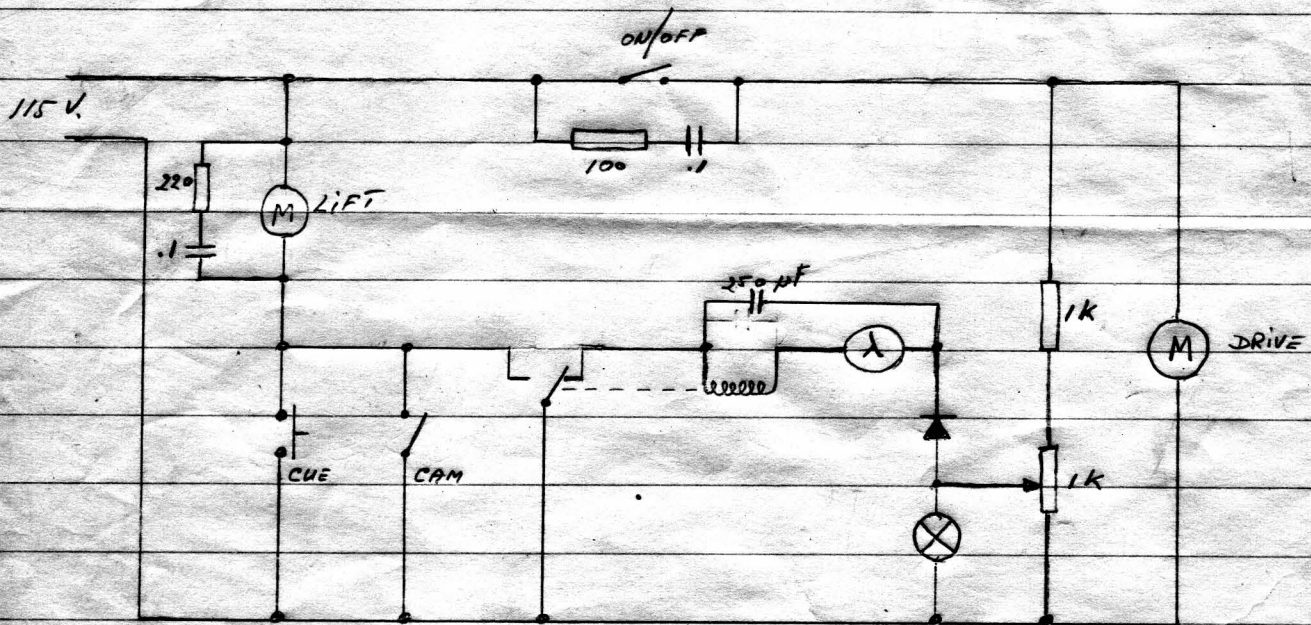 ON/OFF
115 V.
100
.1
220
M
LiFT
.1
250 µF
1K
λ
M
DRiVE
CUE
CAM
1K